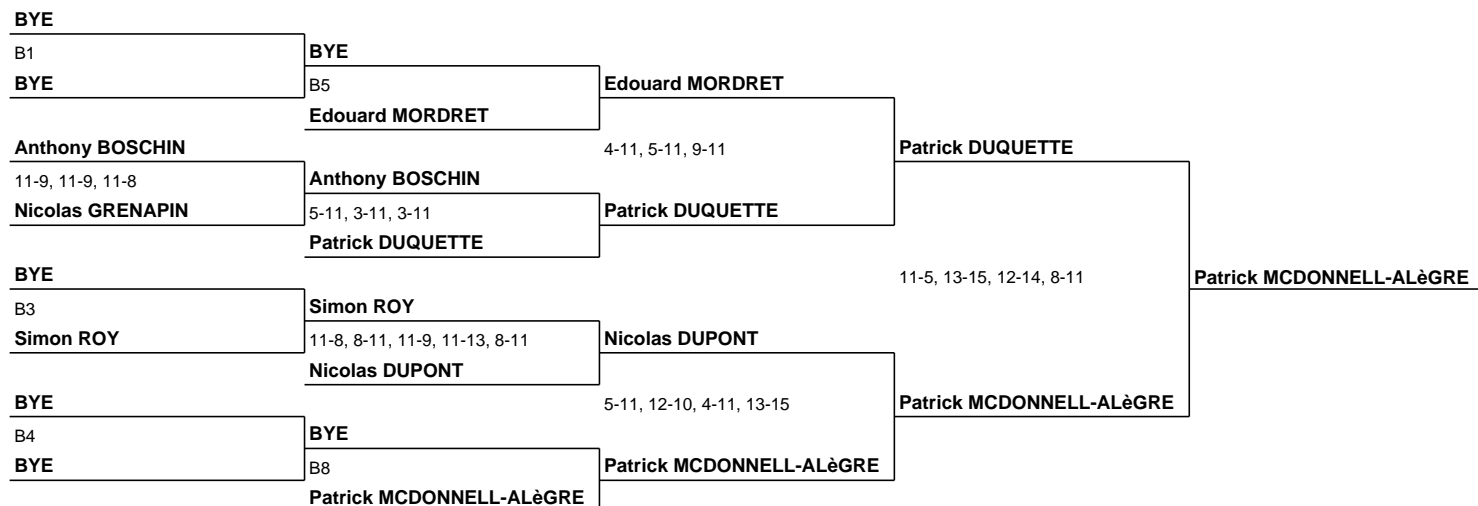 BYE
B1
BYE
BYE
B5
Edouard MORDRET
Edouard MORDRET
Anthony BOSCHIN
4-11, 5-11, 9-11
Patrick DUQUETTE
11-9, 11-9, 11-8
Anthony BOSCHIN
Nicolas GRENAPIN
5-11, 3-11, 3-11
Patrick DUQUETTE
Patrick DUQUETTE
BYE
11-5, 13-15, 12-14, 8-11
Patrick MCDONNELL-ALèGRE
B3
Simon ROY
Simon ROY
11-8, 8-11, 11-9, 11-13, 8-11
Nicolas DUPONT
Nicolas DUPONT
BYE
5-11, 12-10, 4-11, 13-15
Patrick MCDONNELL-ALèGRE
B4
BYE
BYE
B8
Patrick MCDONNELL-ALèGRE
Patrick MCDONNELL-ALèGRE